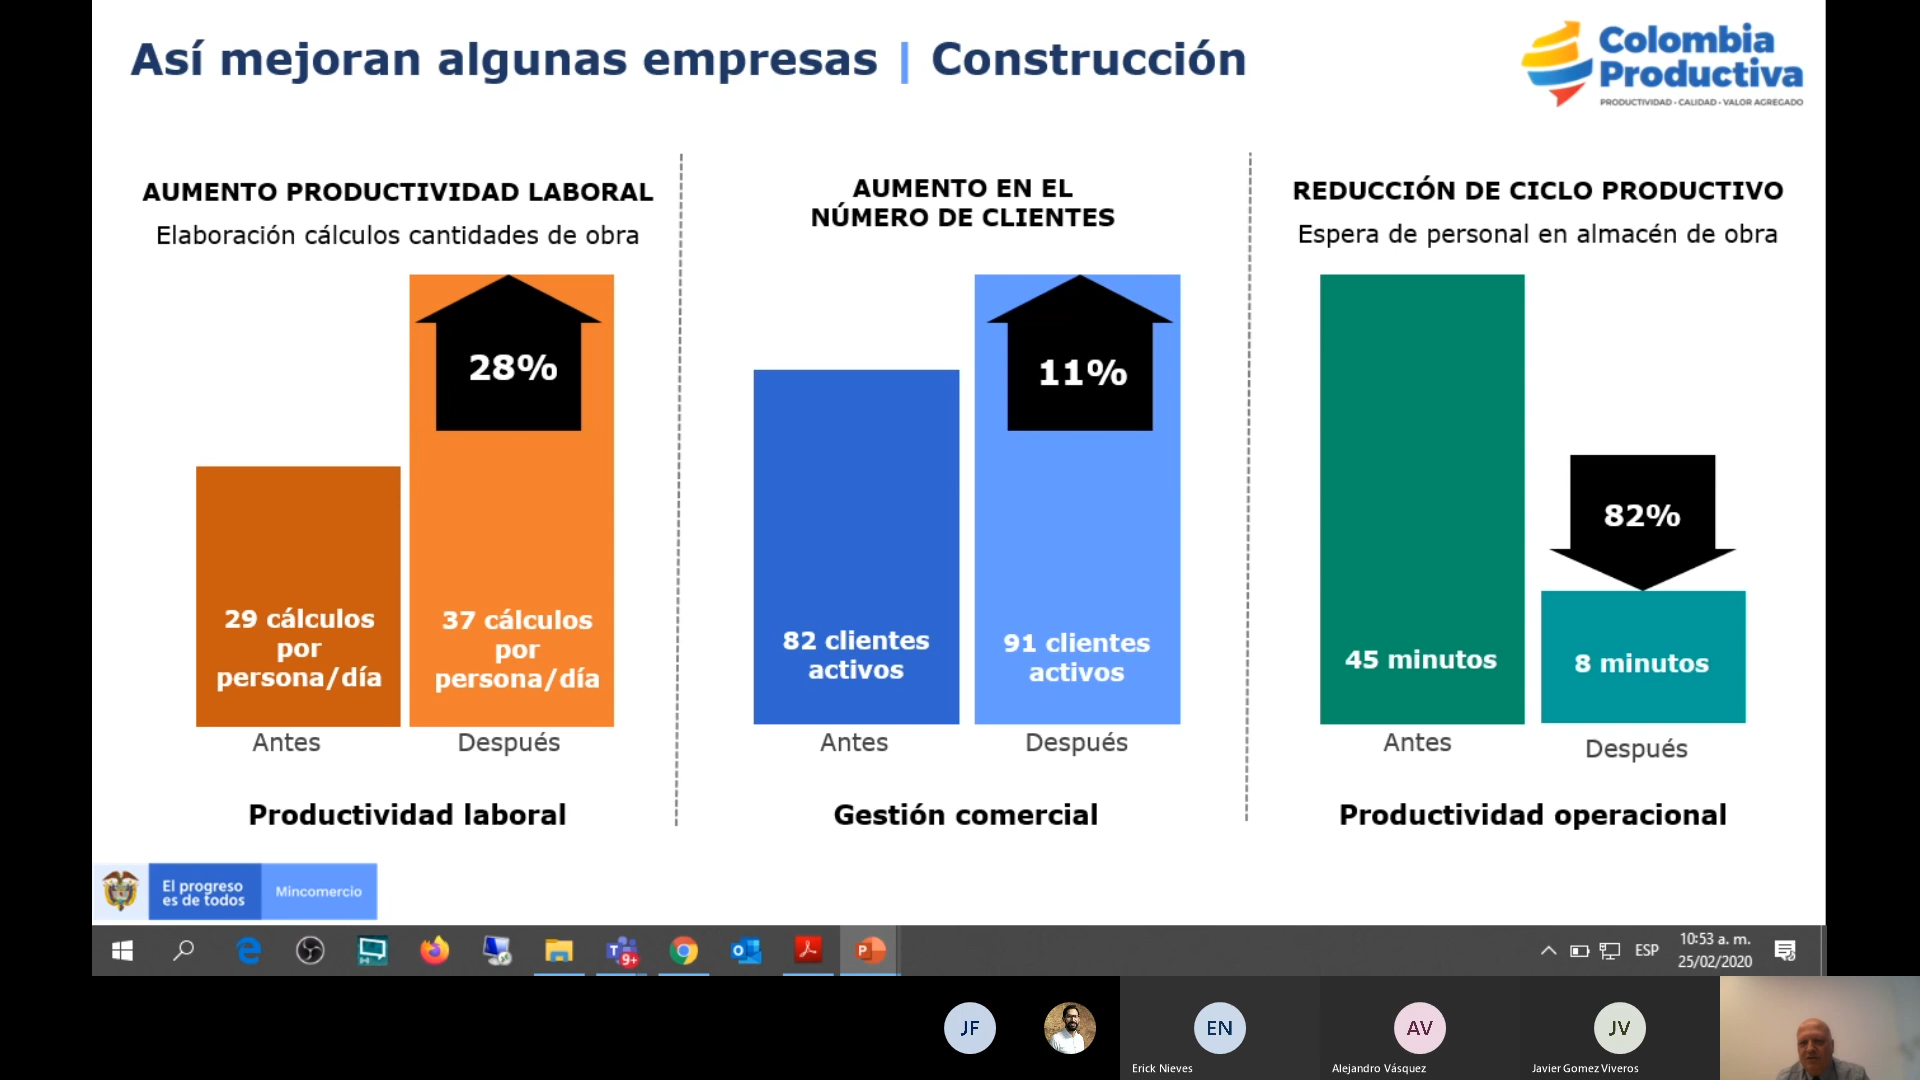 Así mejoran algunas empresas | Construcción
Colombia
Productiva
PRODUCTIVIDAD - CALIDAD - VALOR AGREGADO
AUMENTO PRODUCTIVIDAD LABORAL
Elaboración cálculos cantidades de obra
28%
29 cálculos
por
persona/día
37 cálculos
por
persona/día
Antes
Después
Productividad laboral
AUMENTO EN EL
NÚMERO DE CLIENTES
11%
82 clientes
activos
91 clientes
activos
Antes
Después
Gestión comercial
REDUCCIÓN DE CICLO PRODUCTIVO
Espera de personal en almacén de obra
82%
45 minutos
8 minutos
Antes
Después
Productividad operacional
El progreso
es de todos
Mincomercio
9+
ESP
10:53 a. m.
25/02/2020
JF
EN
Erick Nieves
AV
Alejandro Vásquez
JV
Javier Gomez Viveros